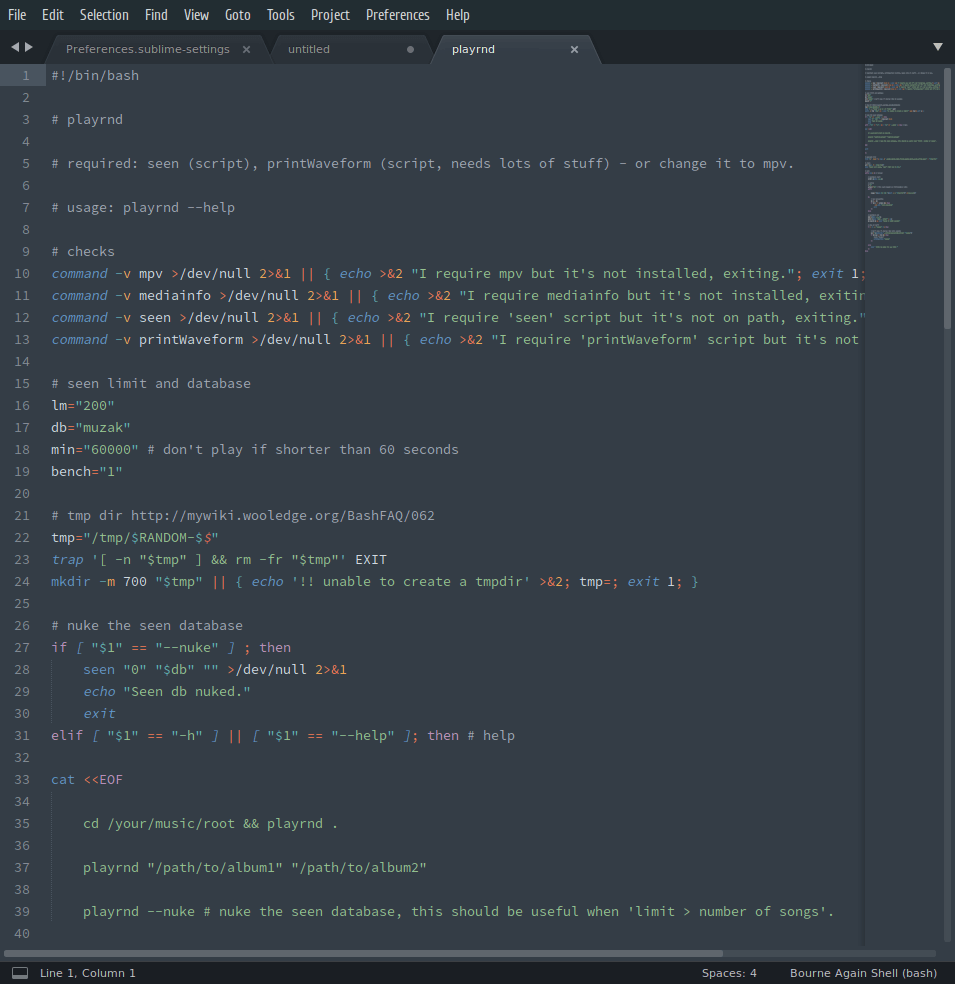 File Edit Selection Find View Goto Tools Project Preferences Help
Preferences.sublime-settings untitled playrnd
1 #!/bin/bash
2
3 # playrnd
4
5 # required: seen (script), printWaveform (script, needs lots of stuff) - or change it to mpv.
6
7 # usage: playrnd --help
8
9 # checks
10 command -v mpv >/dev/null 2>&1 || { echo >&2 "I require mpv but it's not installed, exiting."; exit 1;
11 command -v mediainfo >/dev/null 2>&1 || { echo >&2 "I require mediainfo but it's not installed, exitin
12 command -v seen >/dev/null 2>&1 || { echo >&2 "I require 'seen' script but it's not on path, exiting."
13 command -v printWaveform >/dev/null 2>&1 || { echo >&2 "I require 'printWaveform' script but it's not
14
15 # seen limit and database
16 lm="200"
17 db="muzak"
18 min="60000" # don't play if shorter than 60 seconds
19 bench="1"
20
21 # tmp dir http://mywiki.wooledge.org/BashFAQ/062
22 tmp="/tmp/$RANDOM-$$"
23 trap '[ -n "$tmp" ] && rm -fr "$tmp"' EXIT
24 mkdir -m 700 "$tmp" || { echo '!! unable to create a tmpdir' >&2; tmp=; exit 1; }
25
26 # nuke the seen database
27 if [ "$1" == "--nuke" ] ; then
28     seen "0" "$db" "" >/dev/null 2>&1
29     echo "Seen db nuked."
30     exit
31 elif [ "$1" == "-h" ] || [ "$1" == "--help" ]; then # help
32
33 cat <<EOF
34
35     cd /your/music/root && playrnd .
36
37     playrnd "/path/to/album1" "/path/to/album2"
38
39     playrnd --nuke # nuke the seen database, this should be useful when 'limit > number of songs'.
40
Line 1, Column 1 Spaces: 4 Bourne Again Shell (bash)